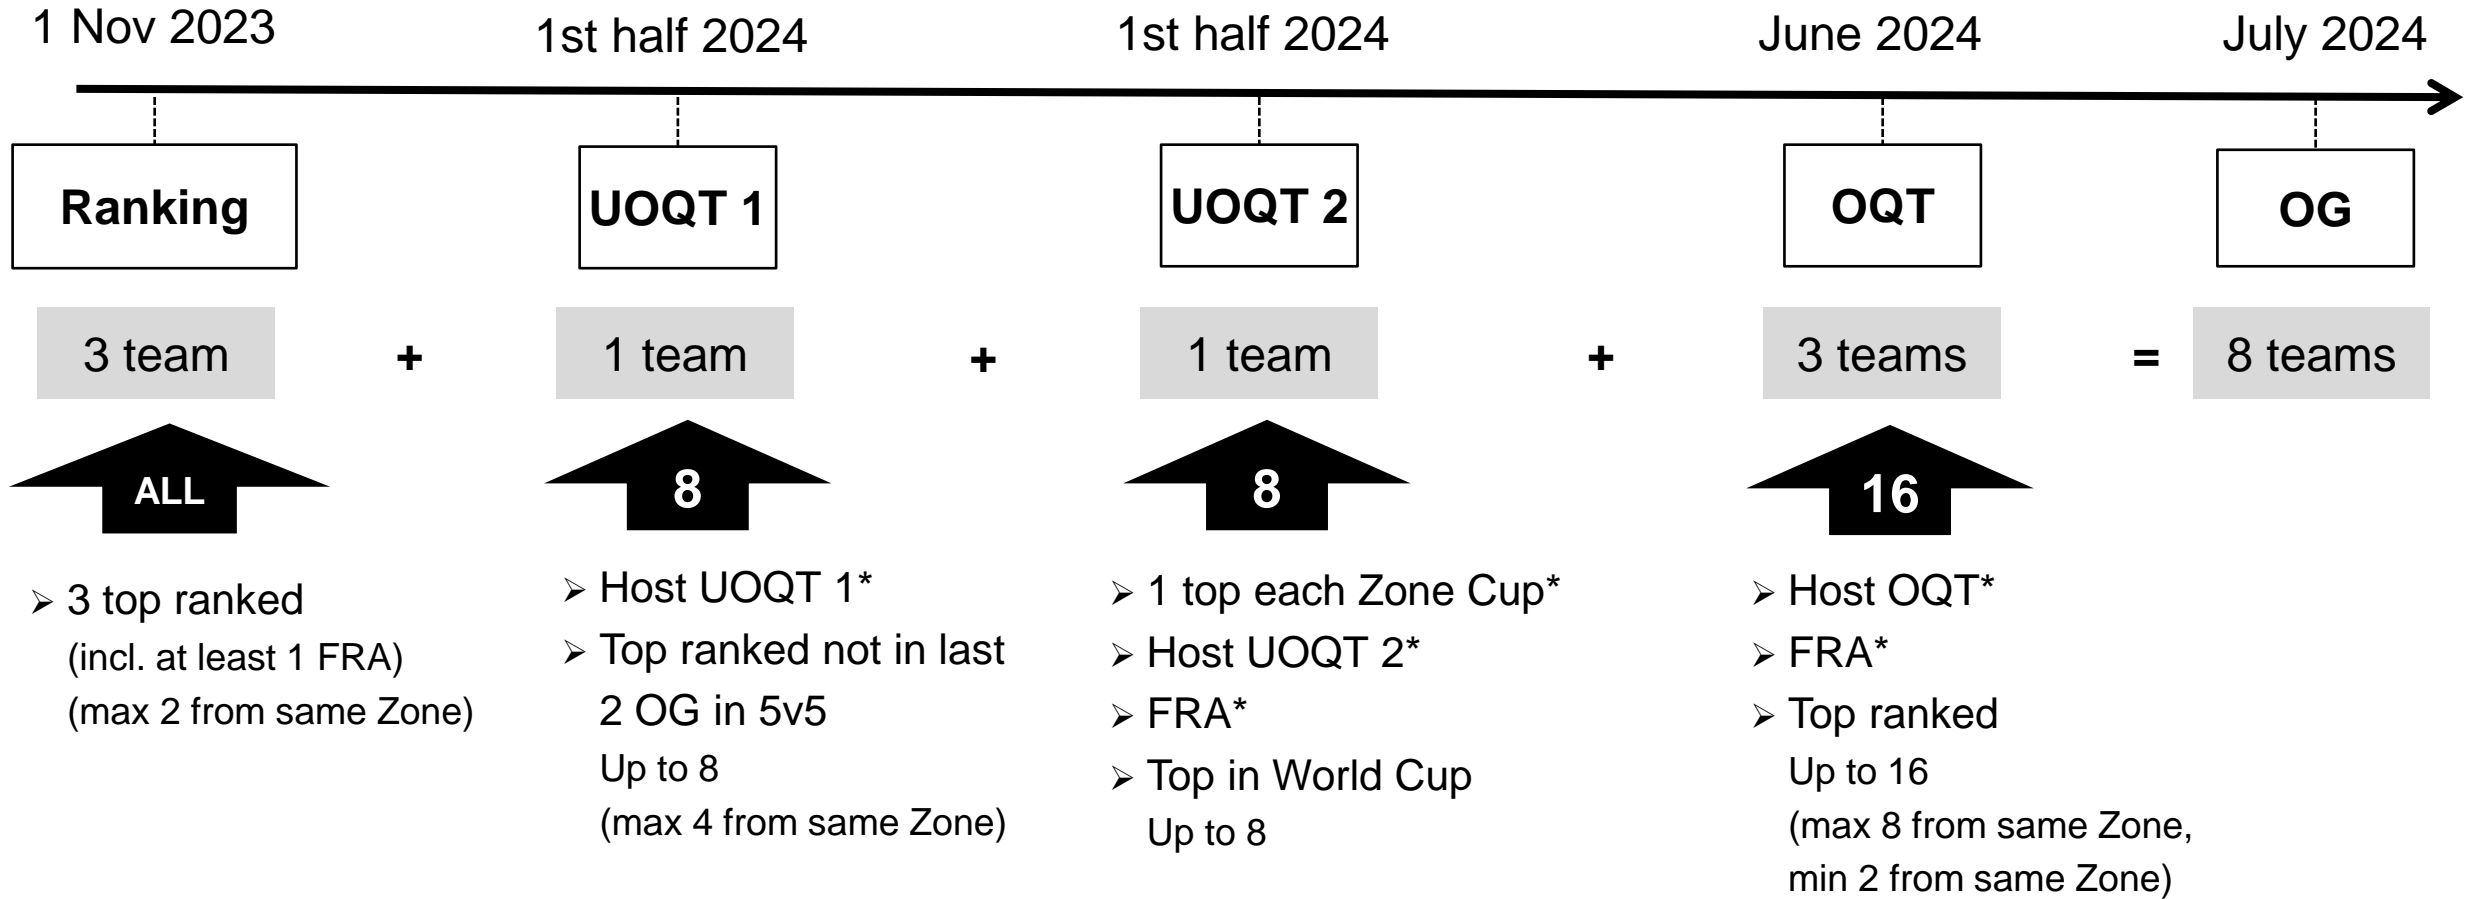 1 Nov 2023
1st half 2024
1st half 2024
June 2024
July 2024
Ranking
UOQT 1
UOQT 2
OQT
OG
3 team
+
1 team
+
1 team
+
3 teams
=
8 teams
ALL
8
8
16
➢ 3 top ranked
(incl. at least 1 FRA)
(max 2 from same Zone)
➢ Host UOQT 1*
➢ Top ranked not in last
2 OG in 5v5
Up to 8
(max 4 from same Zone)
➢ 1 top each Zone Cup*
➢ Host UOQT 2*
➢ FRA*
➢ Top in World Cup
Up to 8
➢ Host OQT*
➢ FRA*
➢ Top ranked
Up to 16
(max 8 from same Zone,
min 2 from same Zone)